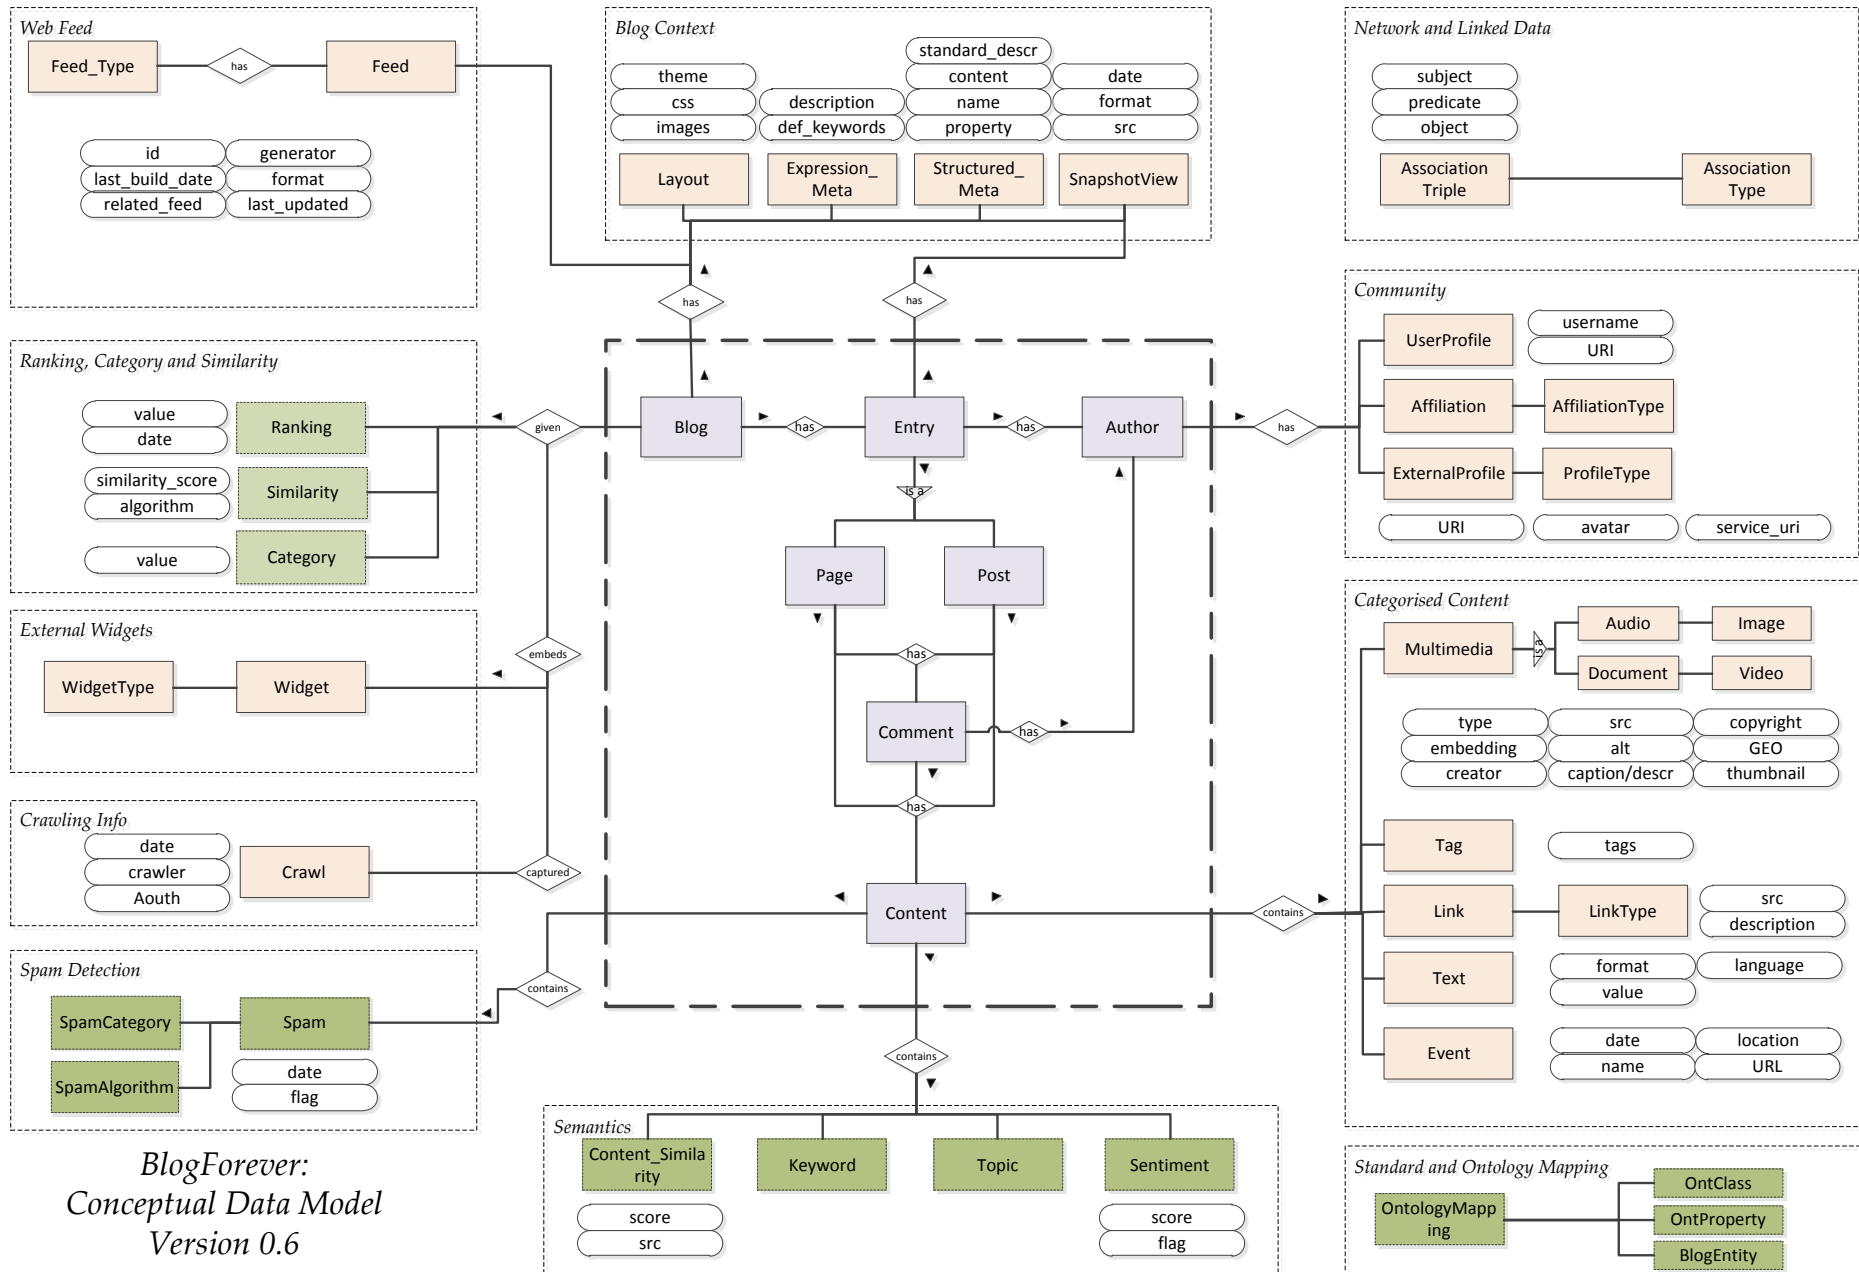 Web Feed
Feed_Type
has
Feed
id
generator
last_build_date
format
related_feed
last_updated
Blog Context
standard_descr
theme
content
date
css
description
name
format
images
def_keywords
property
src
Layout
Expression_
Meta
Structured_
Meta
SnapshotView
Network and Linked Data
subject
predicate
object
Association
Triple
Association
Type
has
has
Community
UserProfile
username
URI
Affiliation
AffiliationType
ExternalProfile
ProfileType
URI
avatar
service_uri
Ranking, Category and Similarity
value
date
Ranking
similarity_score
algorithm
Similarity
value
Category
given
Blog
has
Entry
has
Author
has
is a
Page
Post
has
Comment
has
has
Content
External Widgets
WidgetType
Widget
embeds
Crawling Info
date
crawler
Aouth
Crawl
captured
Spam Detection
SpamCategory
Spam
SpamAlgorithm
date
flag
contains
contains
contains
Categorised Content
Multimedia
is a
Audio
Image
Document
Video
type
src
copyright
embedding
alt
GEO
creator
caption/descr
thumbnail
Tag
tags
Link
LinkType
src
description
Text
format
language
value
Event
date
location
name
URL
Semantics
Content_Simila
rity
Keyword
Topic
Sentiment
score
src
score
flag
Standard and Ontology Mapping
OntologyMapp
ing
OntClass
OntProperty
BlogEntity
BlogForever:
Conceptual Data Model
Version 0.6